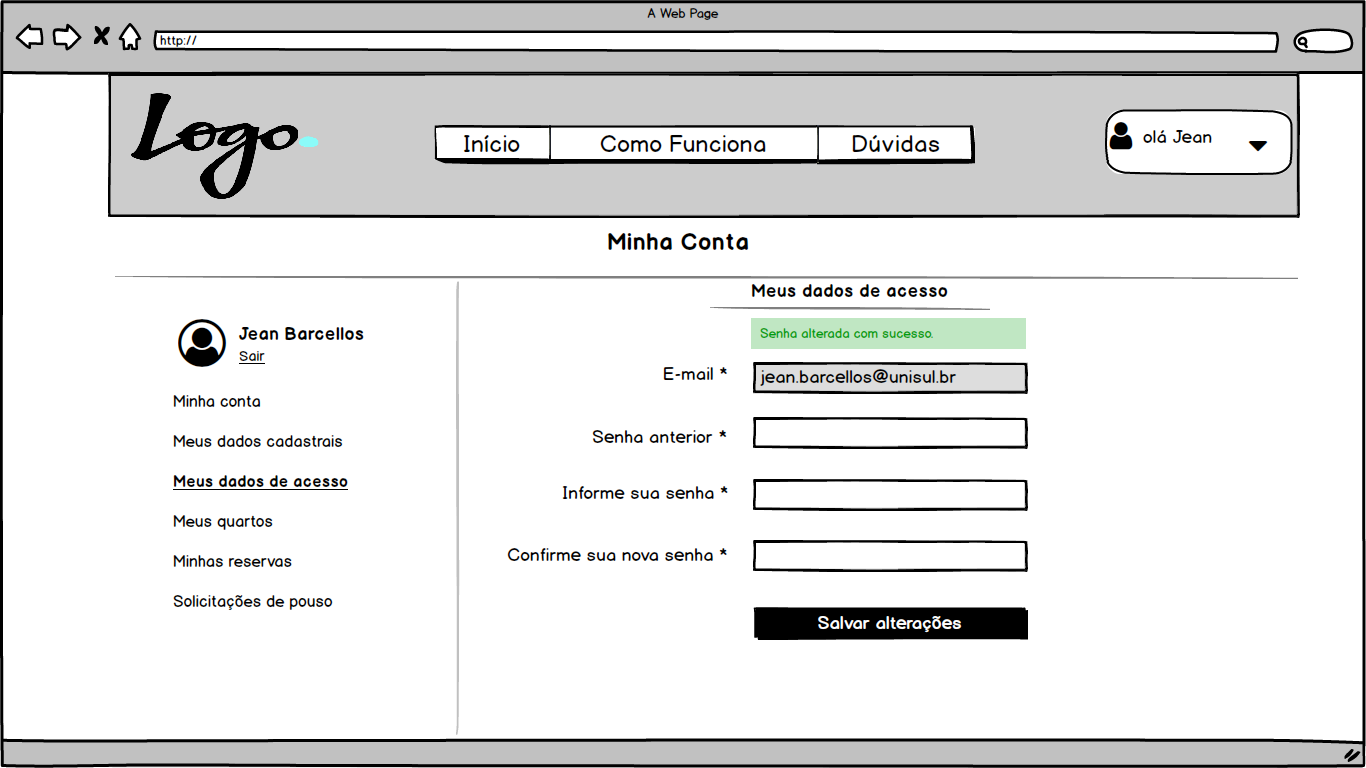 A Web Page
http://
Logo.
Início
Como Funciona
Dúvidas
olá Jean
Minha Conta
Jean Barcellos
Sair
Minha conta
Meus dados cadastrais
Meus dados de acesso
Meus quartos
Minhas reservas
Solicitações de pouso
Meus dados de acesso
Senha alterada com sucesso.
E-mail *
jean.barcellos@unisul.br
Senha anterior *
Informe sua senha *
Confirme sua nova senha *
Salvar alterações